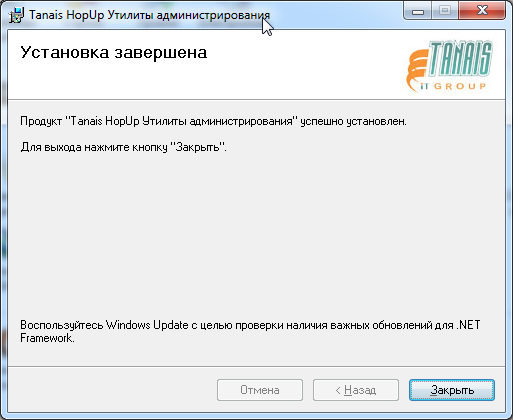 Tanais HopUp Утилиты администрирования
Установка завершена
TANAIS
iT GROUP
Продукт "Tanais HopUp Утилиты администрирования" успешно установлен.
Для выхода нажмите кнопку "Закрыть".
Воспользуйтесь Windows Update с целью проверки наличия важных обновлений для .NET
Framework.
Отмена
< Назад
Закрыть